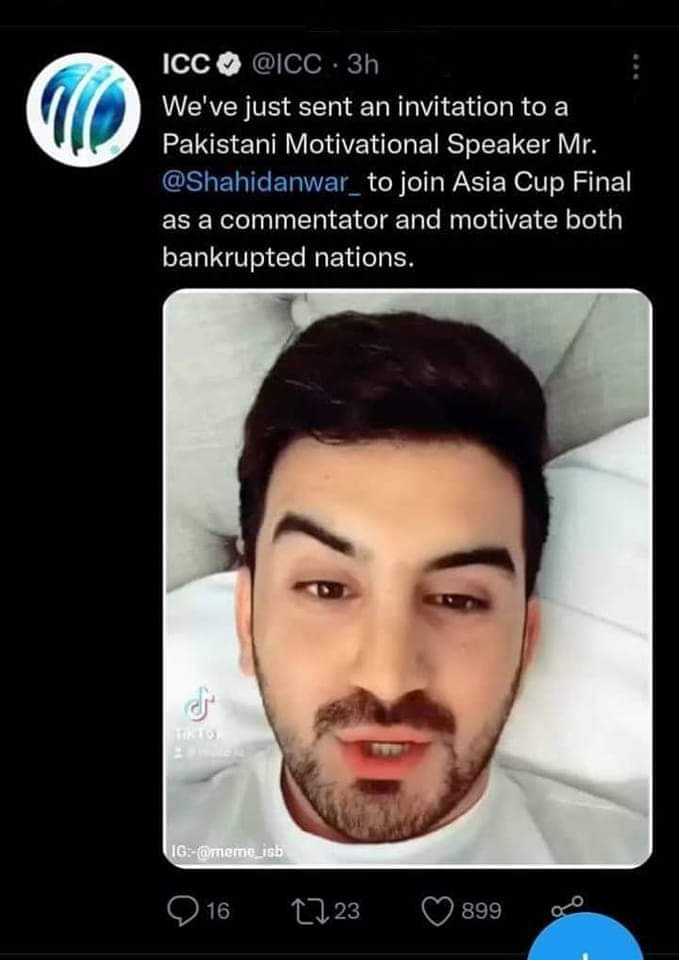 ICC @ICC · 3h
We've just sent an invitation to a
Pakistani Motivational Speaker Mr.
@Shahidanwar_ to join Asia Cup Final
as a commentator and motivate both
bankrupted nations.
TikTok
IG:-@meme_isb
16 23 899